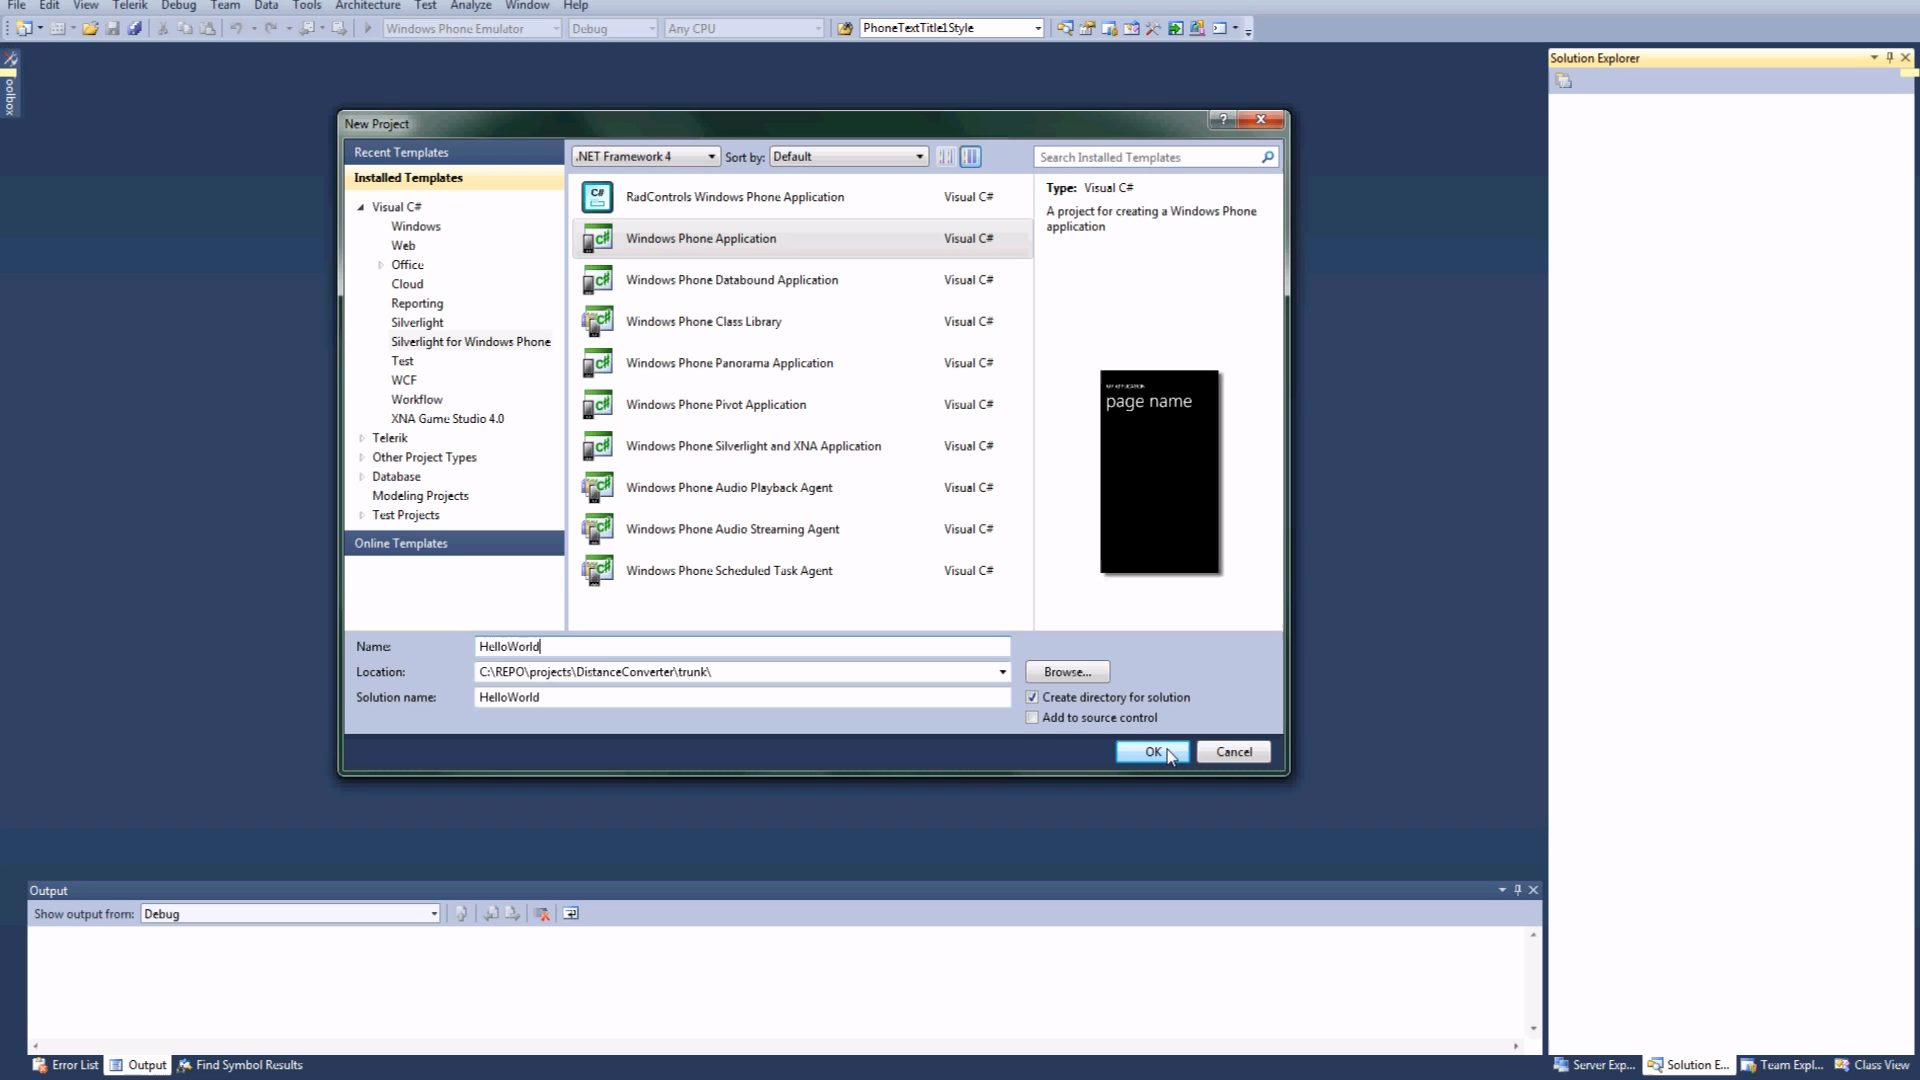 File Edit View Telerik Debug Team Data Tools Architecture Test Analyze Window Help
Windows Phone Emulator Debug Any CPU PhoneTextTitle1Style
oolbox
Solution Explorer
New Project
Recent Templates
Installed Templates
Visual C#
Windows
Web
Office
Cloud
Reporting
Silverlight
Silverlight for Windows Phone
Test
WCF
Workflow
XNA Game Studio 4.0
Telerik
Other Project Types
Database
Modeling Projects
Test Projects
Online Templates
.NET Framework 4 Sort by: Default Search Installed Templates
RadControls Windows Phone Application Visual C#
Windows Phone Application Visual C#
Windows Phone Databound Application Visual C#
Windows Phone Class Library Visual C#
Windows Phone Panorama Application Visual C#
Windows Phone Pivot Application Visual C#
Windows Phone Silverlight and XNA Application Visual C#
Windows Phone Audio Playback Agent Visual C#
Windows Phone Audio Streaming Agent Visual C#
Windows Phone Scheduled Task Agent Visual C#
Type: Visual C#
A project for creating a Windows Phone
application
MY APPLICATION
page name
Name: HelloWorld
Location: C:\REPO\projects\DistanceConverter\trunk\ Browse...
Solution name: HelloWorld
Create directory for solution
Add to source control
OK Cancel
Output
Show output from: Debug
Error List Output Find Symbol Results
Server Exp... Solution E... Team Expl... Class View